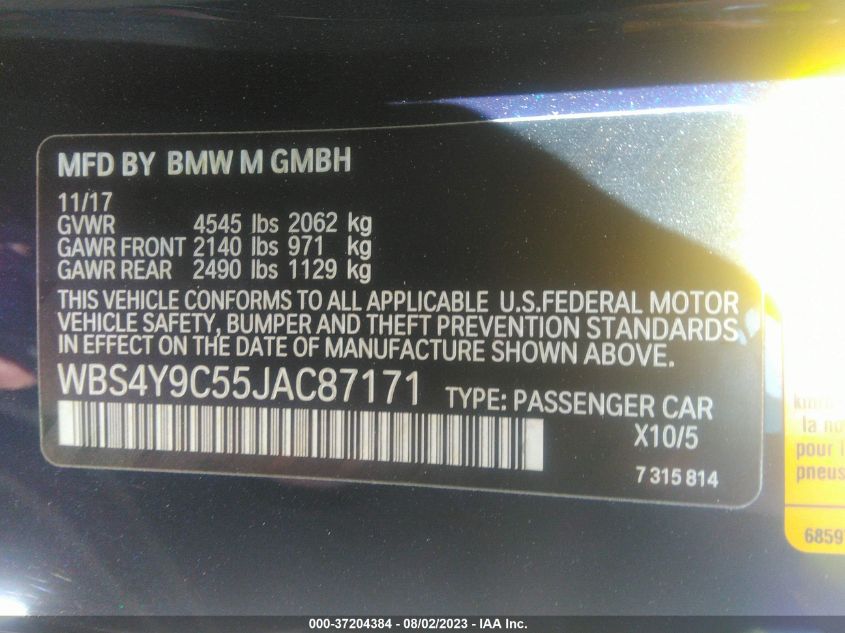 MFD BY BMW M GMBH
11/17
GVWR 4545 lbs 2062 kg
GAWR FRONT 2140 lbs 971 kg
GAWR REAR 2490 lbs 1129 kg
THIS VEHICLE CONFORMS TO ALL APPLICABLE U.S.FEDERAL MOTOR
VEHICLE SAFETY, BUMPER AND THEFT PREVENTION STANDARDS
IN EFFECT ON THE DATE OF MANUFACTURE SHOWN ABOVE.
WBS4Y9C55JAC87171 TYPE: PASSENGER CAR
X10/5
7 315 814
la no
pour l
pneus
6859
000-37204384 - 08/02/2023 - IAA Inc.